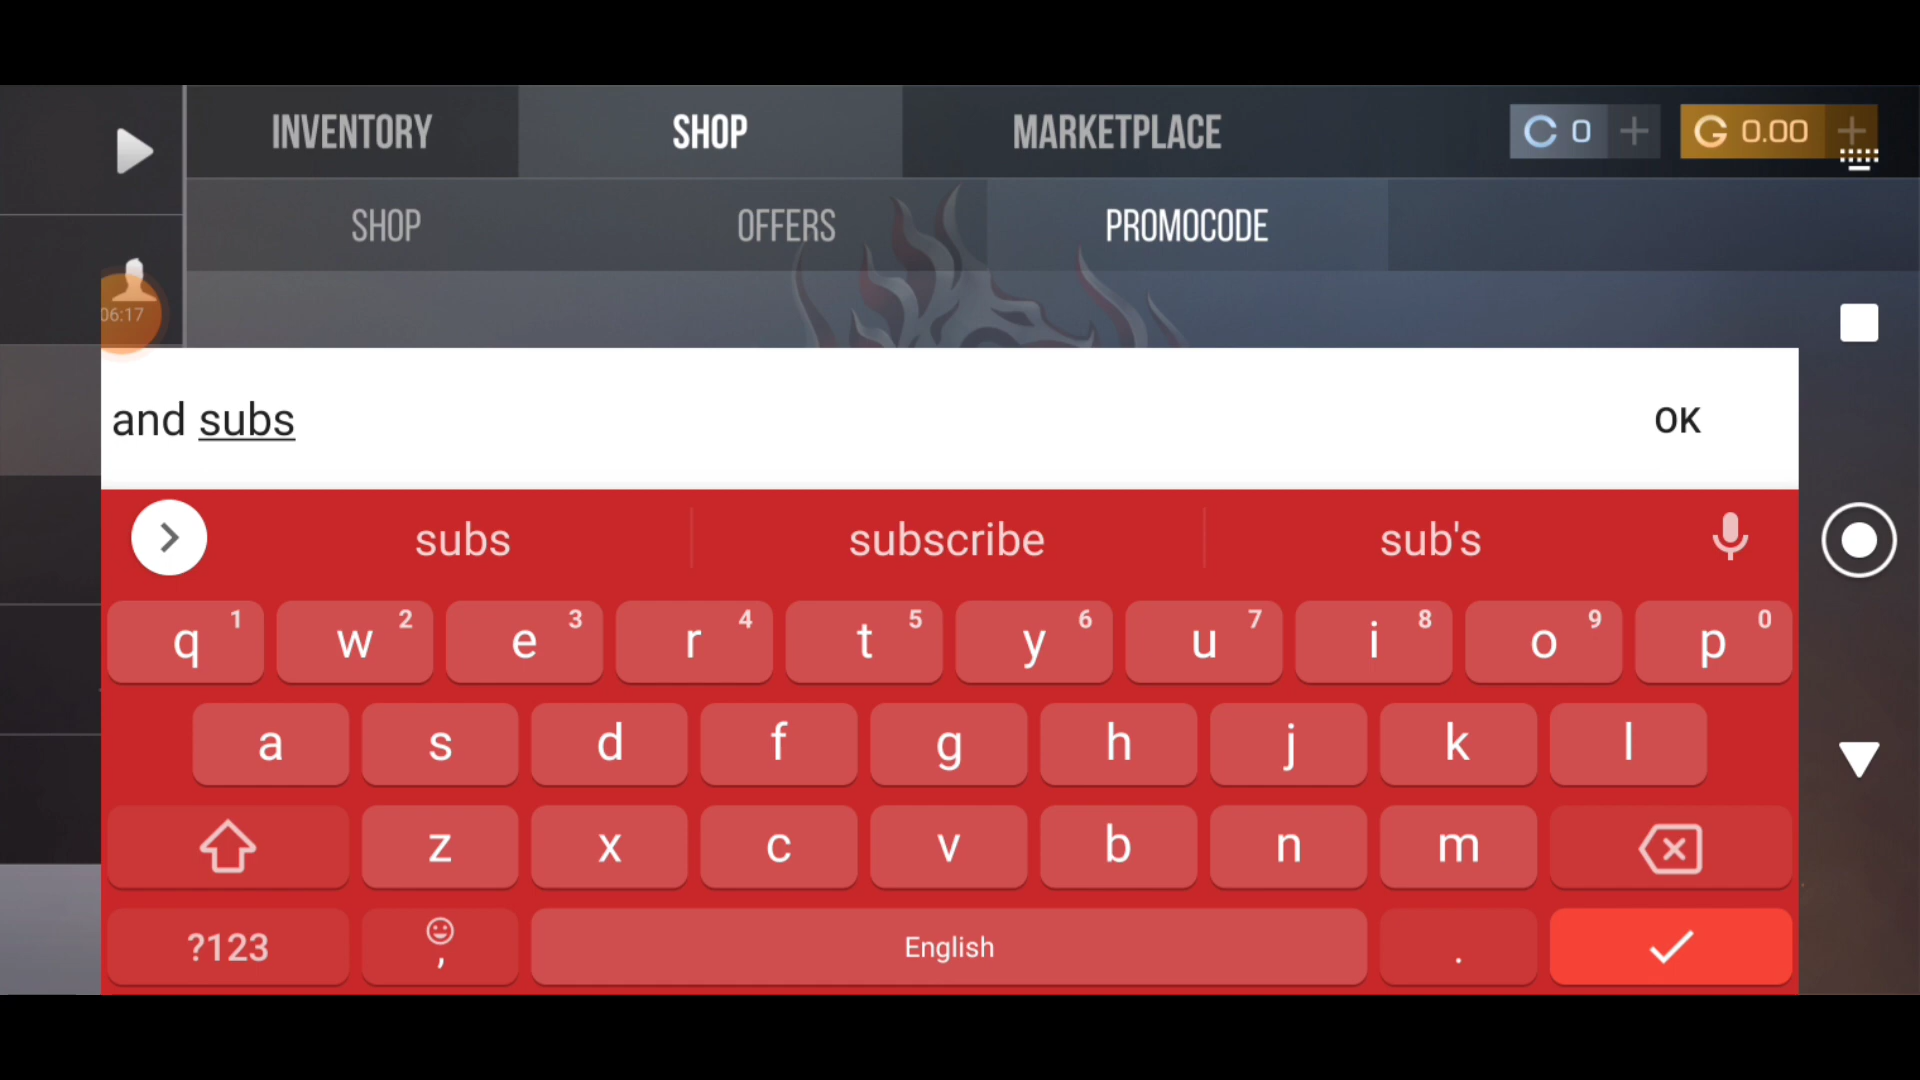 INVENTORY SHOP MARKETPLACE C 0 + G 0.00 +
SHOP OFFERS PROMOCODE
06:17
and subs OK
subs subscribe sub's
q 1 w 2 e 3 r 4 t 5 y 6 u 7 i 8 o 9 p 0
a s d f g h j k l
z x c v b n m
?123 , English .